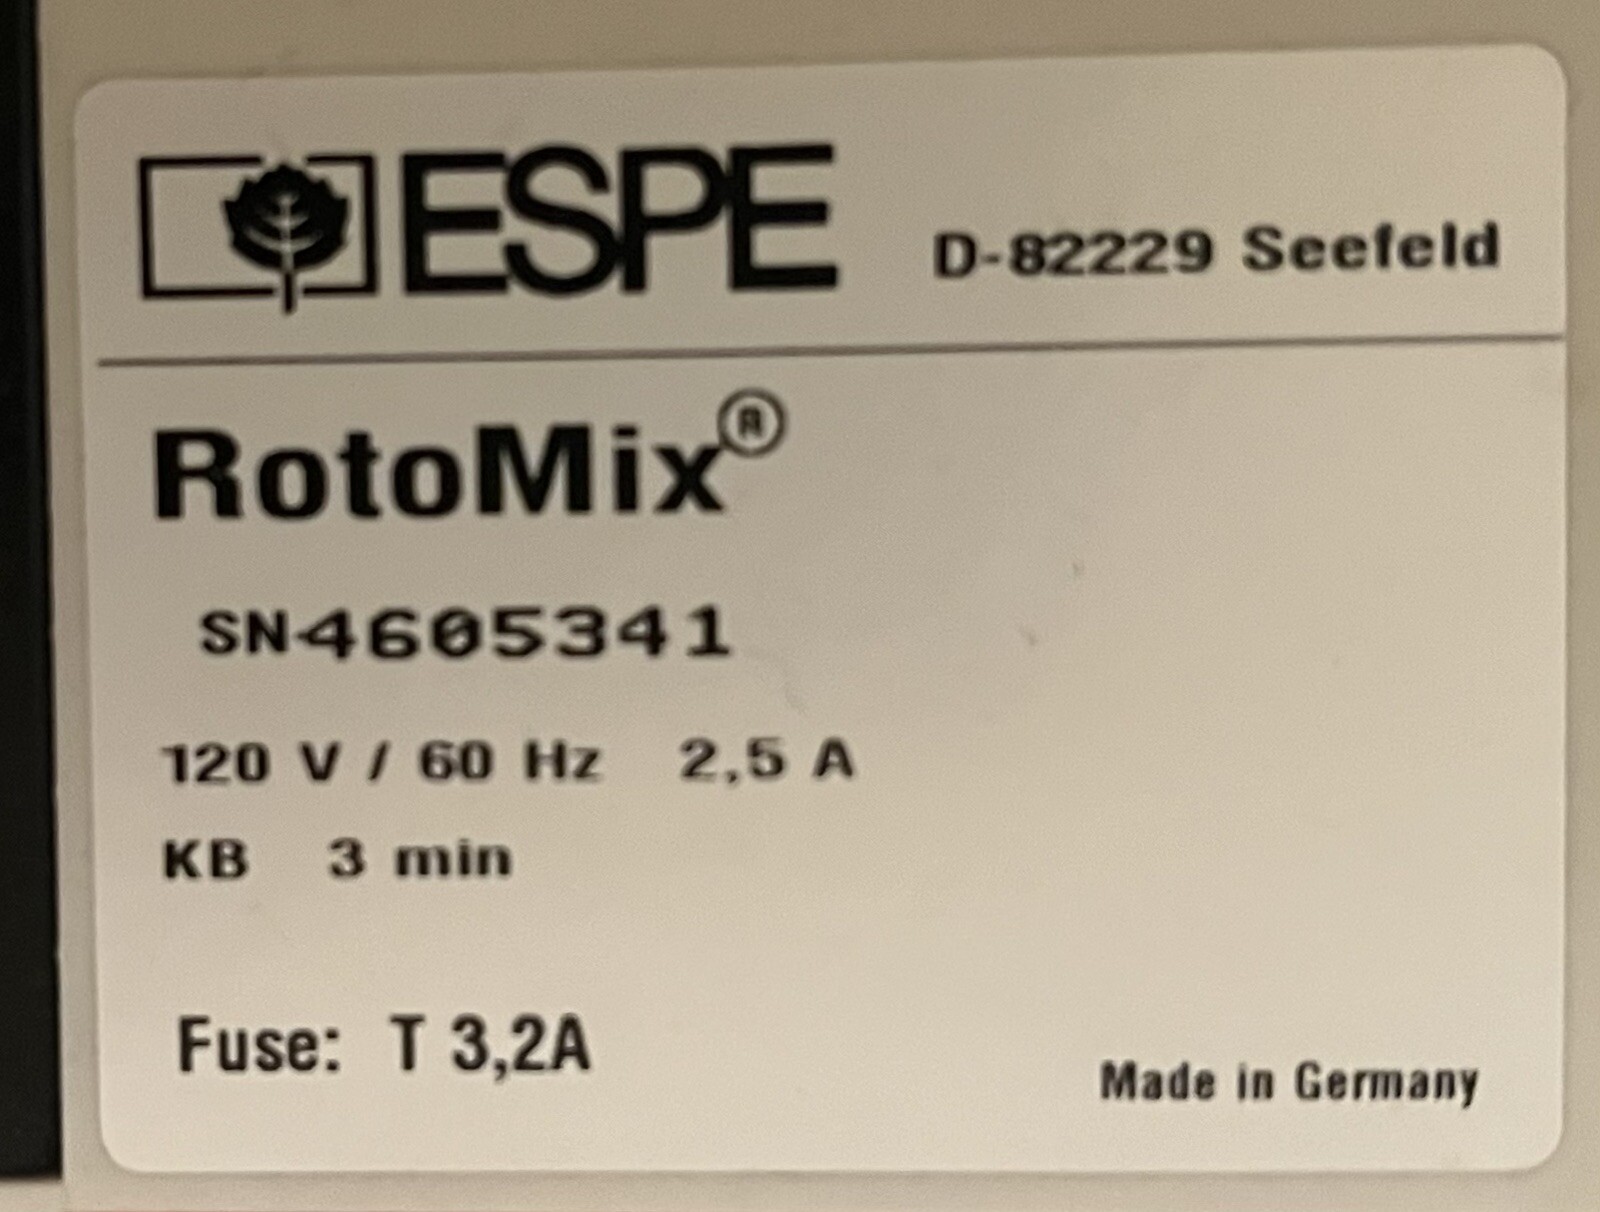 ESPE D-82229 Seefeld
RotoMix®
SN4605341
120 V / 60 Hz 2,5 A
KB 3 min
Fuse: T 3,2A
Made in Germany